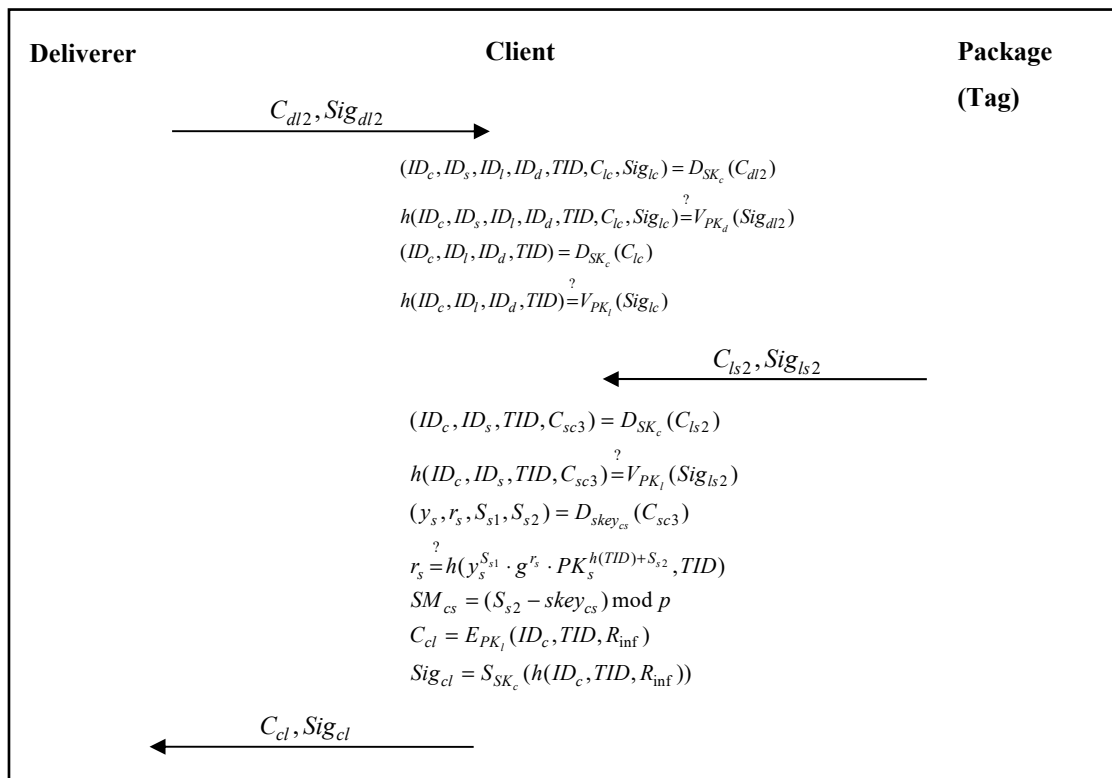 Deliverer Client Package
(Tag)
C_{dl2}, Sig_{dl2}
(ID_c, ID_s, ID_l, ID_d, TID, C_{lc}, Sig_{lc}) = D_{SK_c}(C_{dl2})
h(ID_c, ID_s, ID_l, ID_d, TID, C_{lc}, Sig_{lc}) \stackrel{?}{=} V_{PK_d}(Sig_{dl2})
(ID_c, ID_l, ID_d, TID) = D_{SK_c}(C_{lc})
h(ID_c, ID_l, ID_d, TID) \stackrel{?}{=} V_{PK_l}(Sig_{lc})
C_{ls2}, Sig_{ls2}
(ID_c, ID_s, TID, C_{sc3}) = D_{SK_c}(C_{ls2})
h(ID_c, ID_s, TID, C_{sc3}) \stackrel{?}{=} V_{PK_l}(Sig_{ls2})
(y_s, r_s, S_{s1}, S_{s2}) = D_{skey_{cs}}(C_{sc3})
r_s \stackrel{?}{=} h(y_s^{S_{s1}} · g^{r_s} · PK_s^{h(TID)+S_{s2}}, TID)
SM_{cs} = (S_{s2} − skey_{cs}) mod p
C_{cl} = E_{PK_l}(ID_c, TID, R_{inf})
Sig_{cl} = S_{SK_c}(h(ID_c, TID, R_{inf}))
C_{cl}, Sig_{cl}